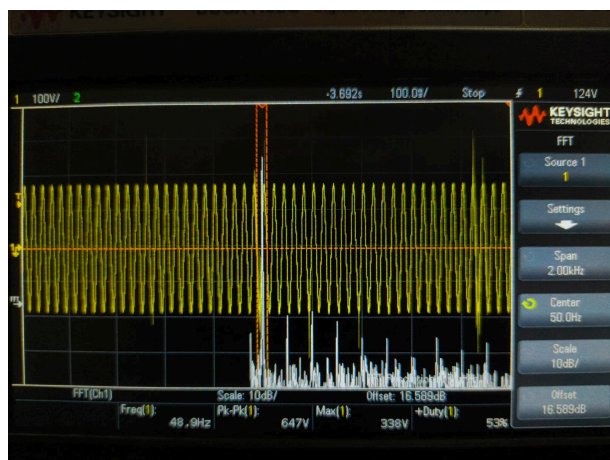 KEYSIGHT
1 100V/ 2 -3.692s 100.0ms/ Stop 1 124V
KEYSIGHT
TECHNOLOGIES
FFT
Source 1
1
Settings
Span
2.00kHz
Center
50.0Hz
Scale
10dB/
Offset
16.589dB
FFT(Ch1) Scale: 10dB/ Offset: 16.589dB
Freq(1): Pk-Pk(1): Max(1): +Duty(1):
48.9Hz 647V 338V 53%